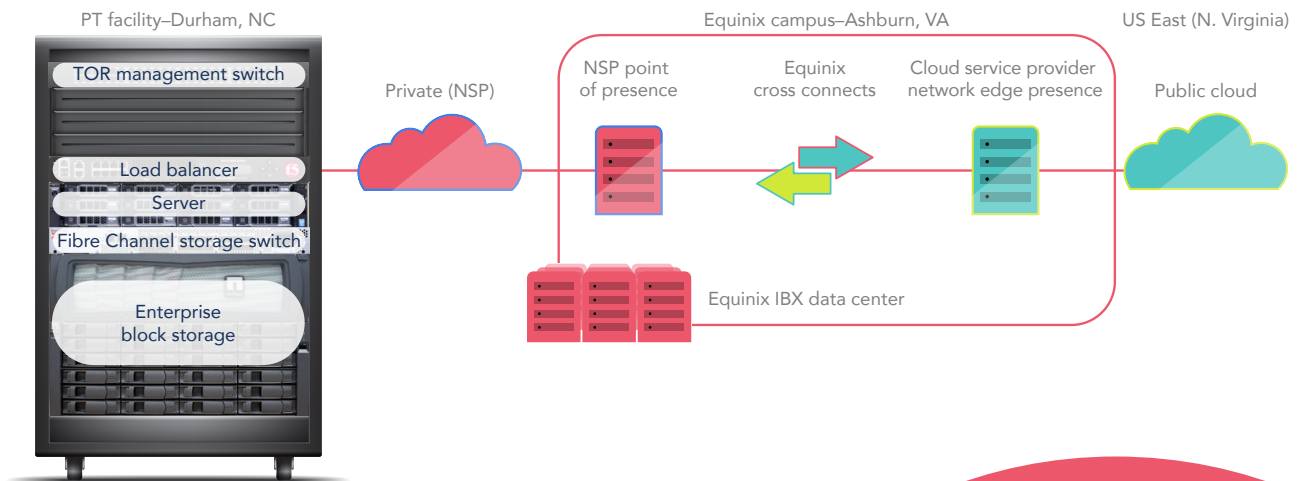 PT facility–Durham, NC
Equinix campus–Ashburn, VA
US East (N. Virginia)
TOR management switch
Private (NSP)
NSP point
of presence
Equinix
cross connects
Cloud service provider
network edge presence
Public cloud
Load balancer
Server
Fibre Channel storage switch
Enterprise
block storage
Equinix IBX data center